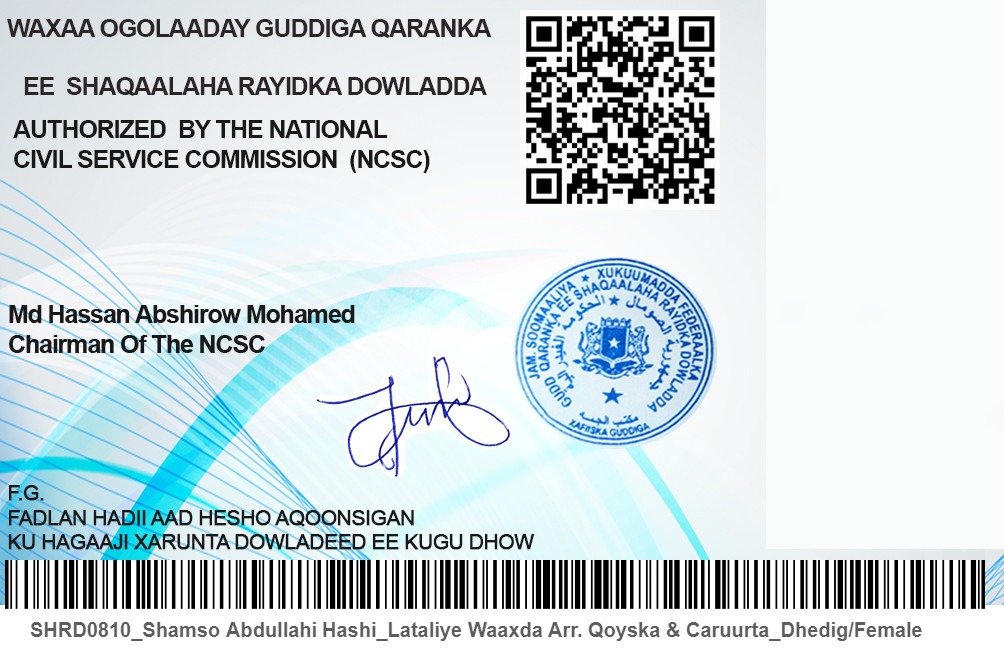 WAXAA OGOLAADAY GUDDIGA QARANKA
EE SHAQAALAHA RAYIDKA DOWLADDA
AUTHORIZED BY THE NATIONAL
CIVIL SERVICE COMMISSION (NCSC)
Md Hassan Abshirow Mohamed
Chairman Of The NCSC
JAM. SOOMAALIYA ★ XUKUUMADDA FEDERAALKA
GUDD QARANKA EE SHAQAALAHA RAYIDKA DOWLADDA
XAFIISKA GUDDIGA
F.G.
FADLAN HADII AAD HESHO AQOONSIGAN
KU HAGAAJI XARUNTA DOWLADEED EE KUGU DHOW
SHRD0810_Shamso Abdullahi Hashi_Lataliye Waaxda Arr. Qoyska & Caruurta_Dhedig/Female